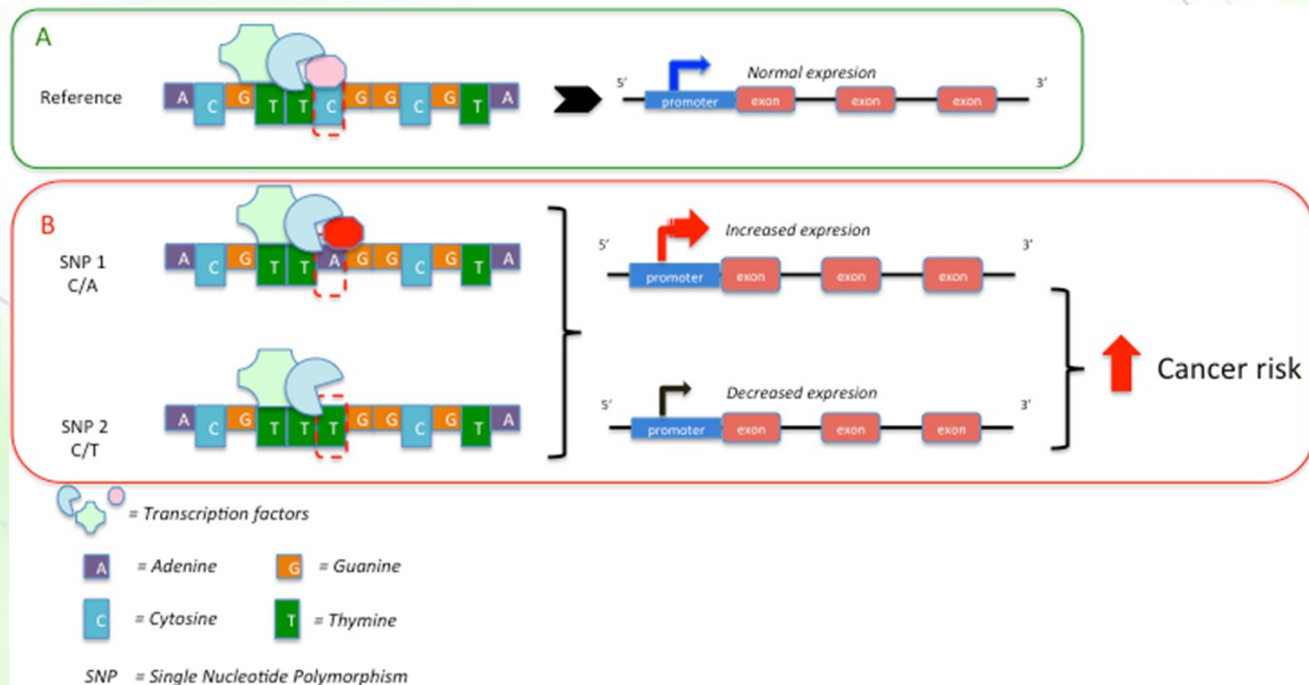 A
Reference
A C G T T C G G C G T A
5' promoter exon exon exon 3'
Normal expresion
B
SNP 1
C/A
A C G T T A G G C G T A
5' promoter exon exon exon 3'
Increased expresion
SNP 2
C/T
A C G T T T G G C G T A
5' promoter exon exon exon 3'
Decreased expresion
Cancer risk
= Transcription factors
A = Adenine G = Guanine
C = Cytosine T = Thymine
SNP = Single Nucleotide Polymorphism